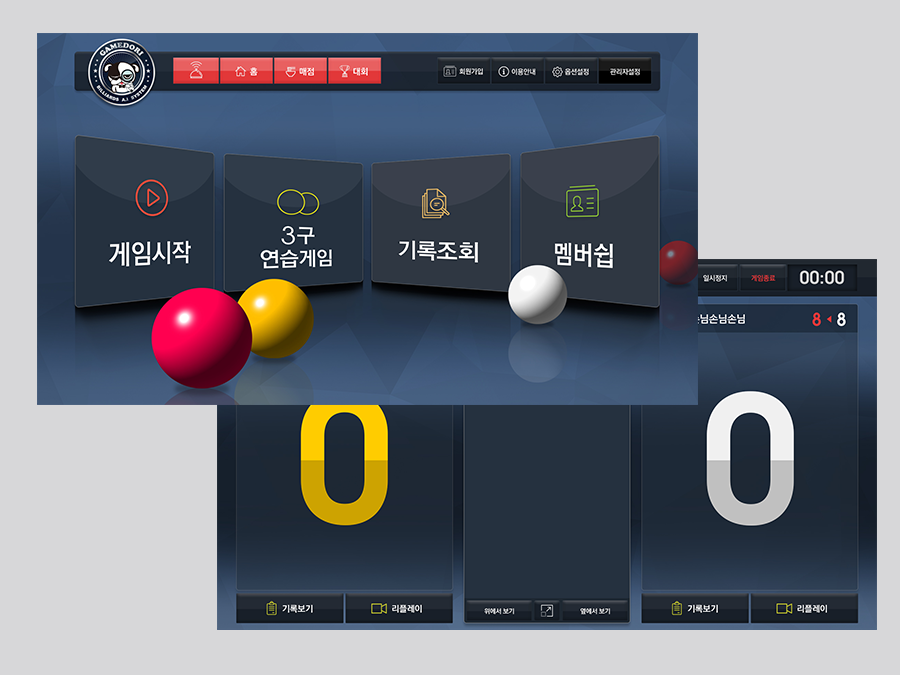 GAMEDORI
BILLIARDS A.I SYSTEM
홈
매점
대회
회원가입
이용안내
옵션설정
관리자설정
게임시작
3구
연습게임
기록조회
멤버쉽
일시정지
게임종료
00:00
님손님손님
8
8
0
0
기록보기
리플레이
위에서 보기
옆에서 보기
기록보기
리플레이